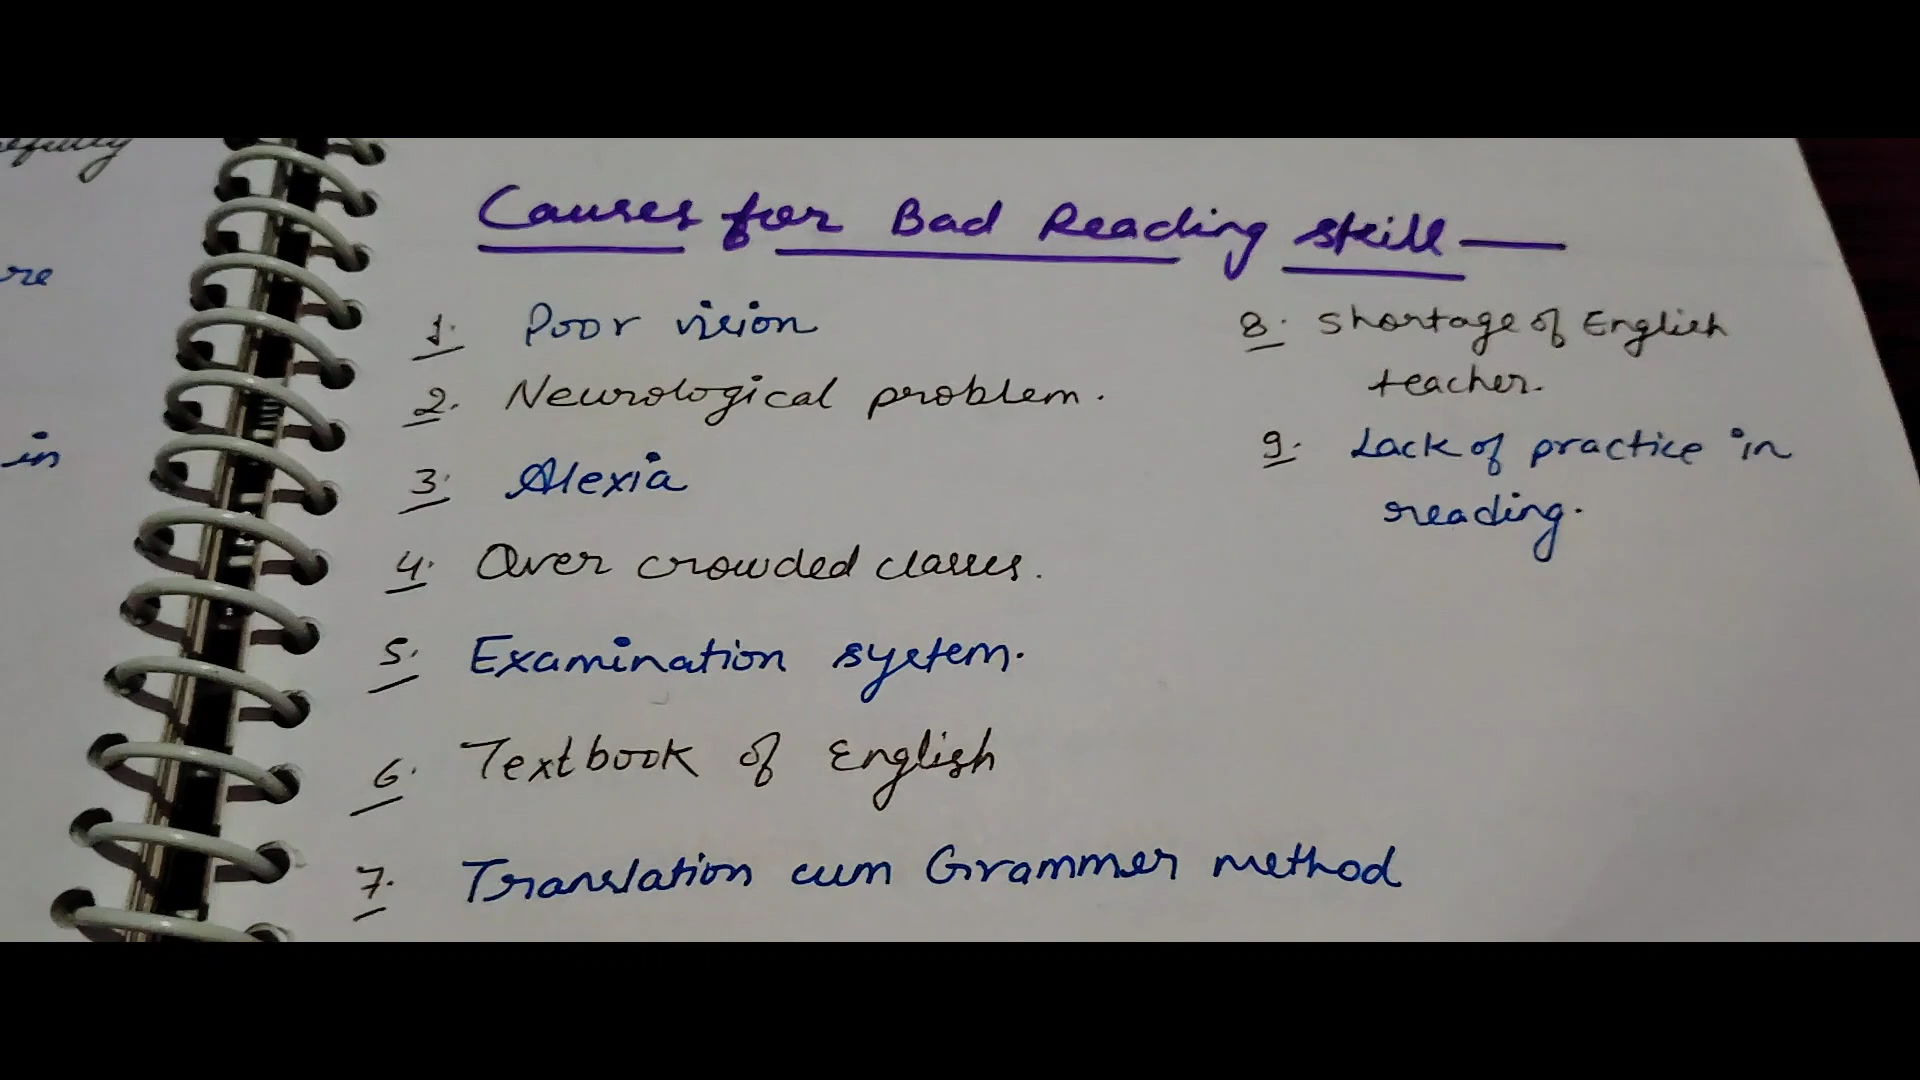 Causes for Bad Reading skill —
1. Poor vision
2. Neurological problem.
3. Alexia
4. Over crowded classes.
5. Examination system.
6. Textbook of English
7. Translation cum Grammer method
8. Shortage of English
teacher.
9. Lack of practice in
reading.
re
in